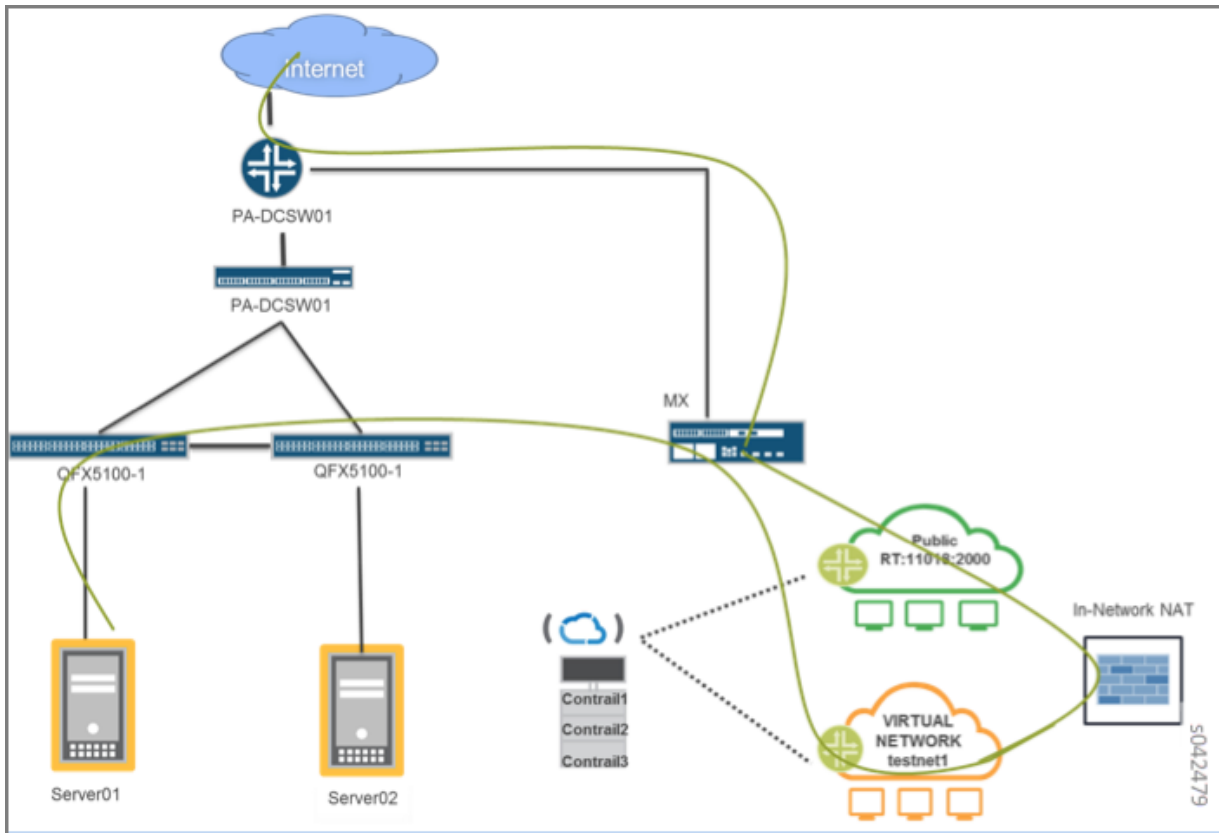 Internet
PA-DCSW01
PA-DCSW01
MX
QFX5100-1
QFX5100-1
Public
RT:11018:2000
In-Network NAT
Contrail1
Contrail2
Contrail3
VIRTUAL
NETWORK
testnet1
Server01
Server02
s042479